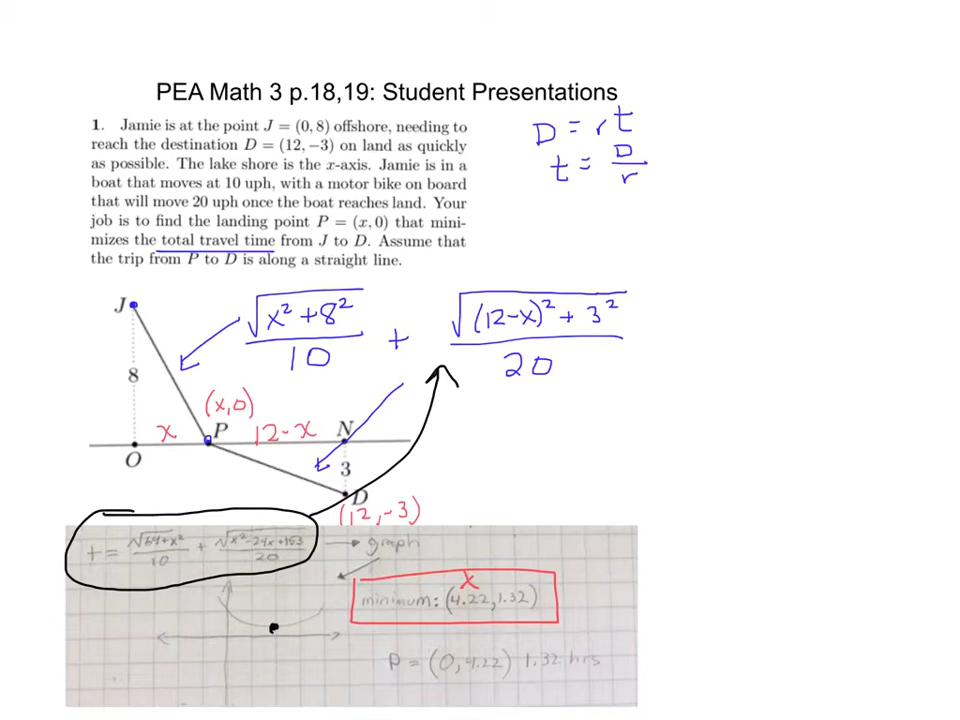 PEA Math 3 p.18,19: Student Presentations
1. Jamie is at the point J = (0, 8) offshore, needing to
reach the destination D = (12, −3) on land as quickly
as possible. The lake shore is the x-axis. Jamie is in a
boat that moves at 10 uph, with a motor bike on board
that will move 20 uph once the boat reaches land. Your
job is to find the landing point P = (x, 0) that mini-
mizes the total travel time from J to D. Assume that
the trip from P to D is along a straight line.
D = rt
t = D/r
√(x² + 8²)/10 + √((12-x)² + 3²)/20
J
8
(x,0)
x
P
12-x
N
O
3
D
(12,-3)
t = √(64+x²)/10 + √(x²-24x+153)/20
graph
x
minimum: (4.22, 1.32)
P = (0, 4.22) 1.32 hrs